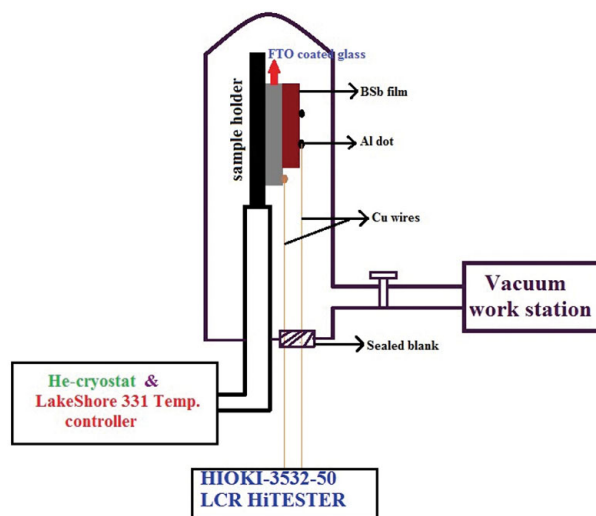 FTO coated glass
BSb film
sample holder
Al dot
Cu wires
Vacuum
work station
Sealed blank
He-cryostat &
LakeShore 331 Temp.
controller
HIOKI-3532-50
LCR HiTESTER